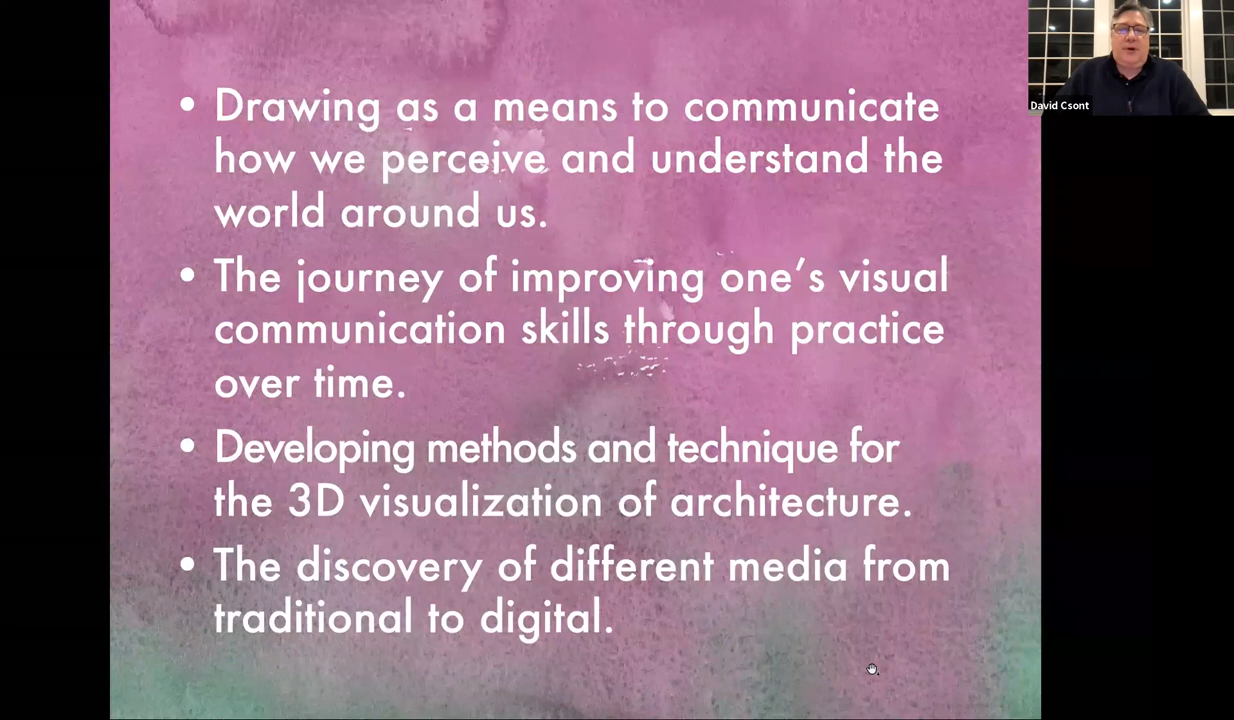 • Drawing as a means to communicate
how we perceive and understand the
world around us.
• The journey of improving one’s visual
communication skills through practice
over time.
• Developing methods and technique for
the 3D visualization of architecture.
• The discovery of different media from
traditional to digital.
David Csont